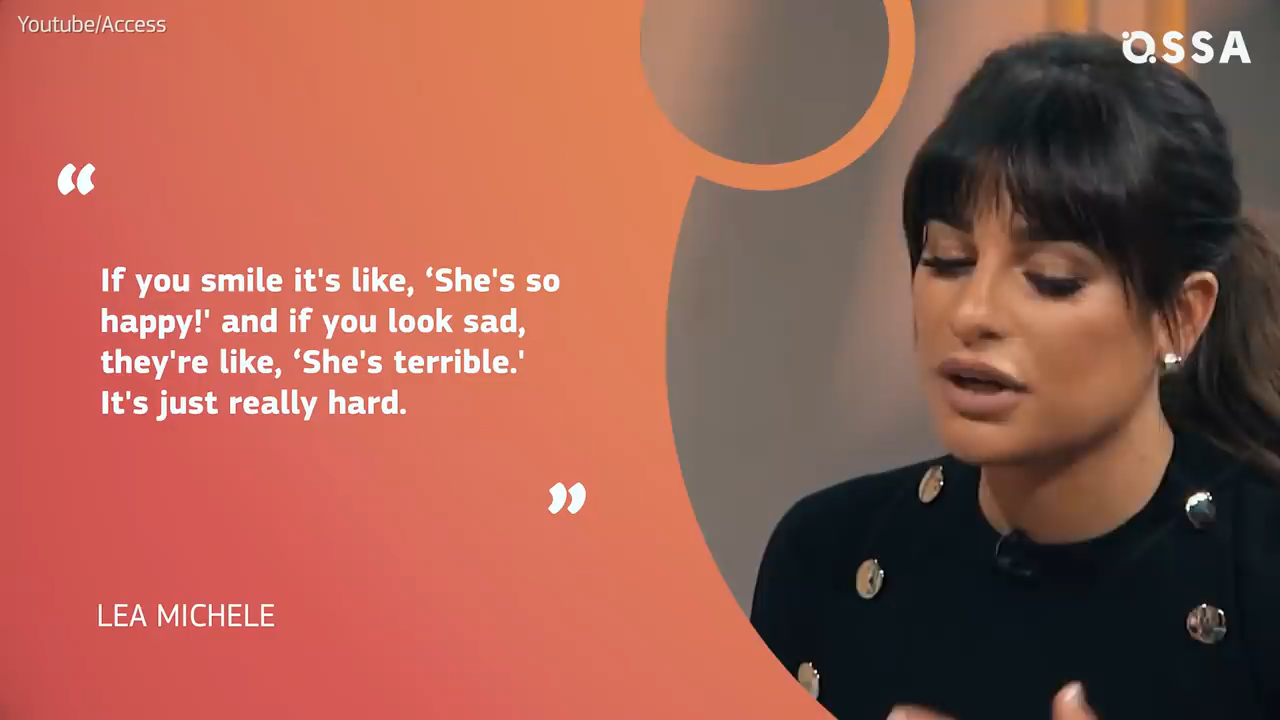 Youtube/Access
OSSA
“
If you smile it's like, ‘She's so
happy!' and if you look sad,
they're like, ‘She's terrible.'
It's just really hard.
”
LEA MICHELE